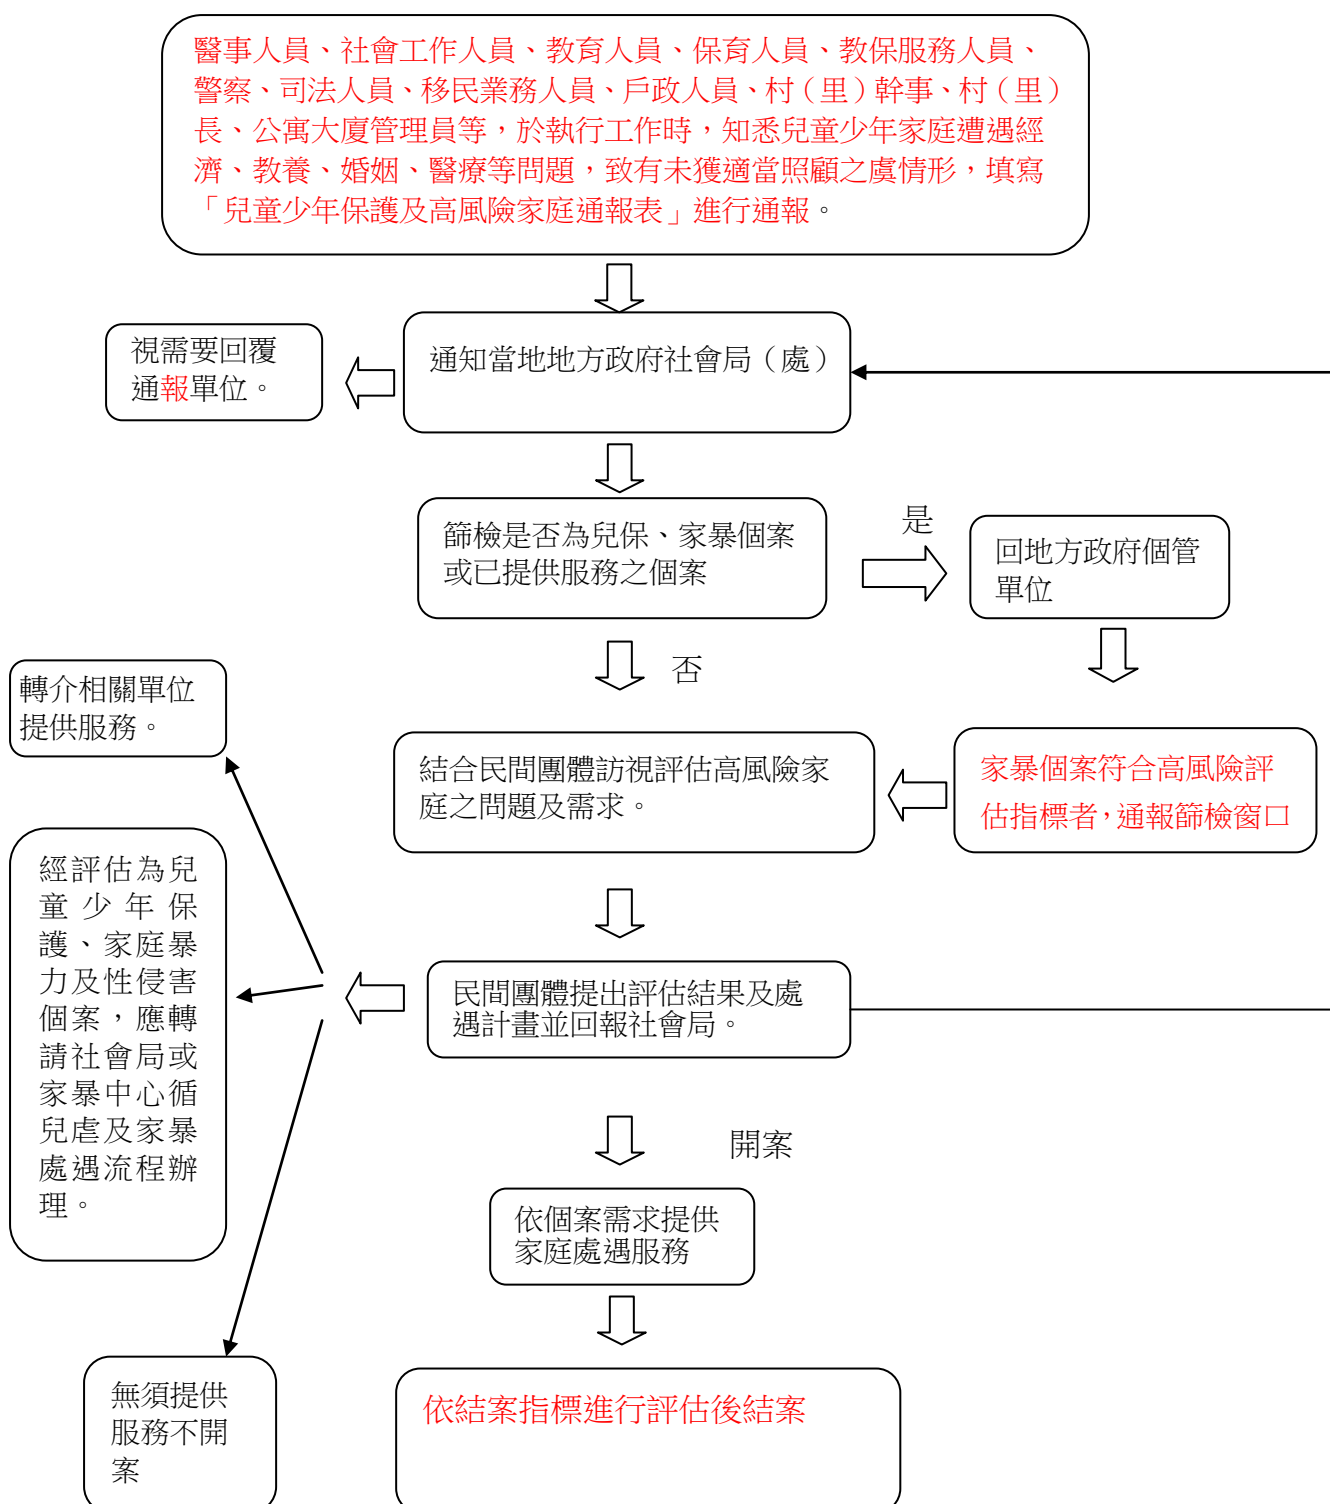 醫事人員、社會工作人員、教育人員、保育人員、教保服務人員、
警察、司法人員、移民業務人員、戶政人員、村（里）幹事、村（里）
長、公寓大廈管理員等，於執行工作時，知悉兒童少年家庭遭遇經
濟、教養、婚姻、醫療等問題，致有未獲適當照顧之虞情形，填寫
「兒童少年保護及高風險家庭通報表」進行通報。
視需要回覆
通報單位。
通知當地地方政府社會局（處）
篩檢是否為兒保、家暴個案
或已提供服務之個案
是
回地方政府個管
單位
否
轉介相關單位
提供服務。
結合民間團體訪視評估高風險家
庭之問題及需求。
家暴個案符合高風險評
估指標者，通報篩檢窗口
經評估為兒
童少年保
護、家庭暴
力及性侵害
個案，應轉
請社會局或
家暴中心循
兒虐及家暴
處遇流程辦
理。
民間團體提出評估結果及處
遇計畫並回報社會局。
開案
依個案需求提供
家庭處遇服務
無須提供
服務不開
案
依結案指標進行評估後結案